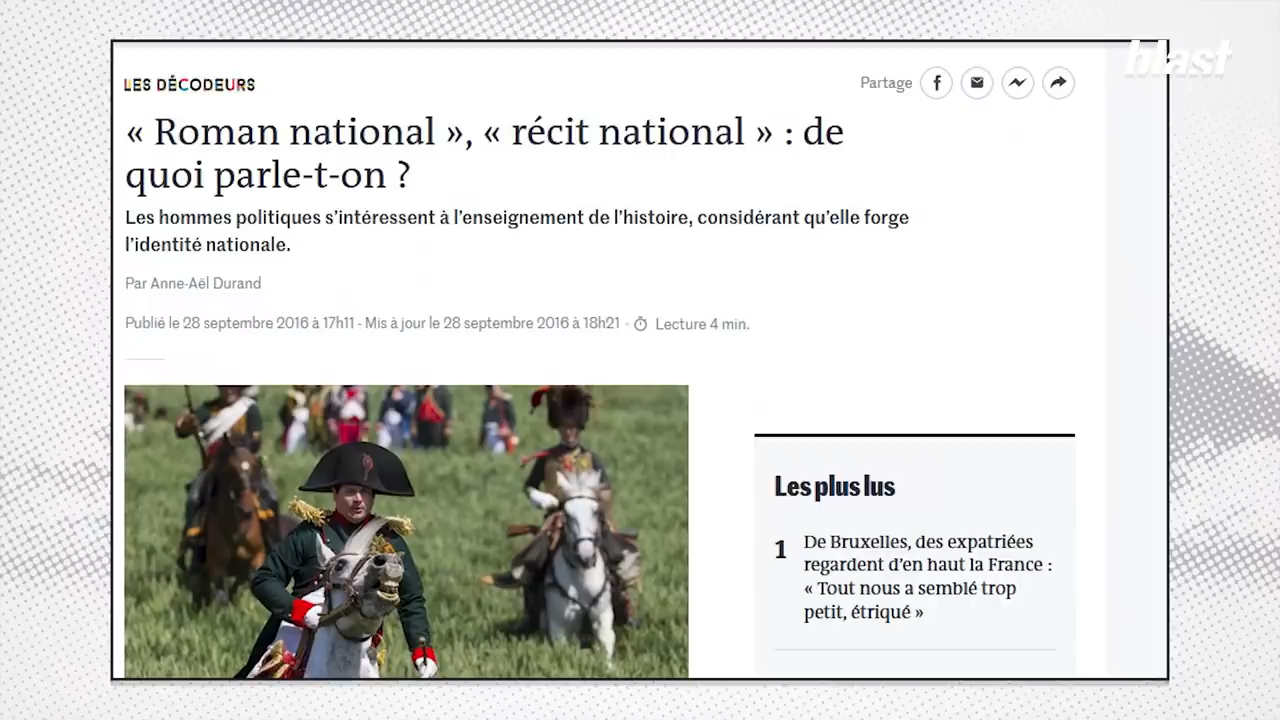 blast
LES DÉCODEURS
Partage
« Roman national », « récit national » : de
quoi parle-t-on ?
Les hommes politiques s'intéressent à l'enseignement de l'histoire, considérant qu'elle forge
l'identité nationale.
Par Anne-Aël Durand
Publié le 28 septembre 2016 à 17h11 - Mis à jour le 28 septembre 2016 à 18h21 - Lecture 4 min.
Les plus lus
1 De Bruxelles, des expatriées
regardent d'en haut la France :
« Tout nous a semblé trop
petit, étriqué »